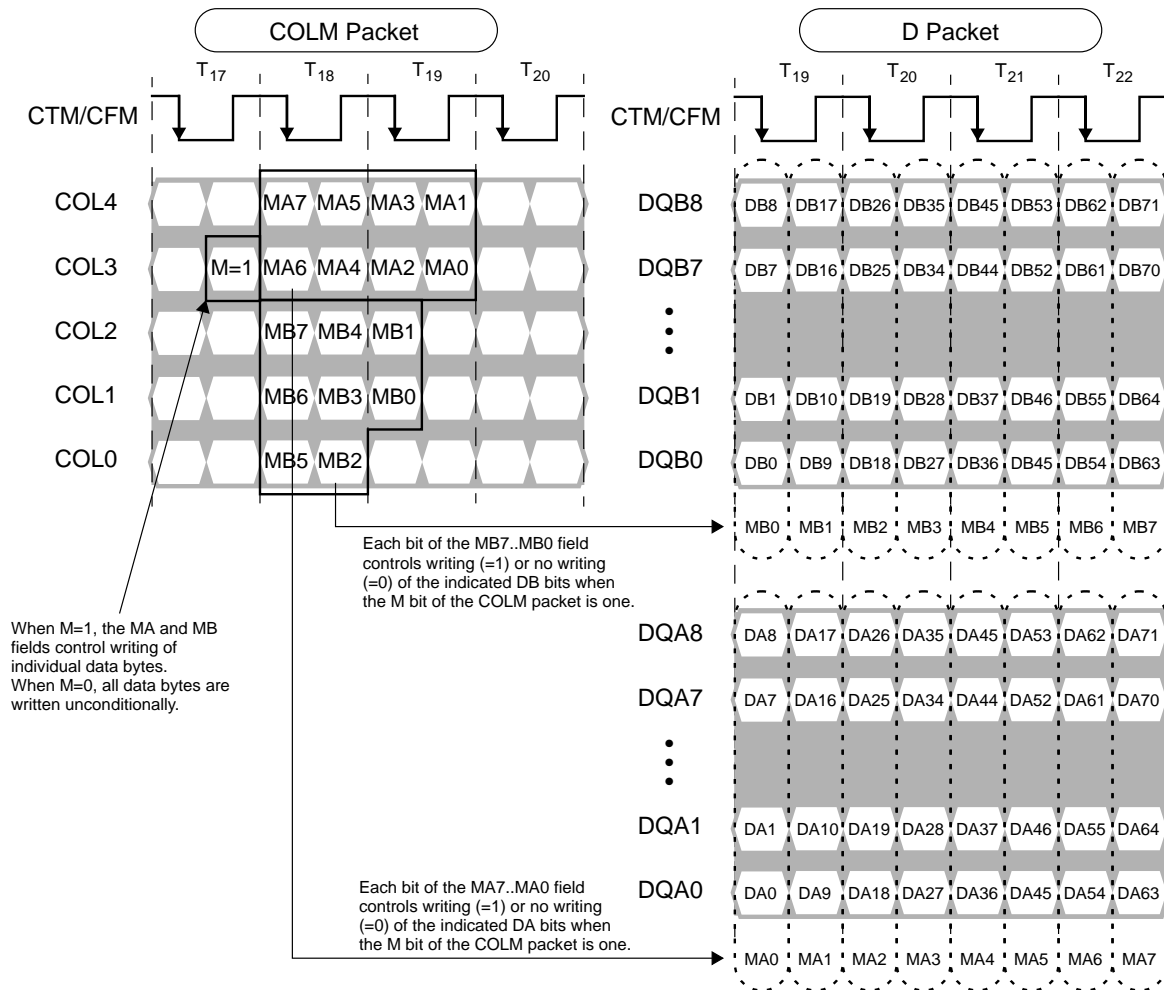 COLM Packet
D Packet
T17 T18 T19 T20
T19 T20 T21 T22
CTM/CFM
CTM/CFM
COL4 MA7 MA5 MA3 MA1
COL3 M=1 MA6 MA4 MA2 MA0
COL2 MB7 MB4 MB1
COL1 MB6 MB3 MB0
COL0 MB5 MB2
DQB8 DB8 DB17 DB26 DB35 DB45 DB53 DB62 DB71
DQB7 DB7 DB16 DB25 DB34 DB44 DB52 DB61 DB70
DQB1 DB1 DB10 DB19 DB28 DB37 DB46 DB55 DB64
DQB0 DB0 DB9 DB18 DB27 DB36 DB45 DB54 DB63
MB0 MB1 MB2 MB3 MB4 MB5 MB6 MB7
Each bit of the MB7..MB0 field
controls writing (=1) or no writing
(=0) of the indicated DB bits when
the M bit of the COLM packet is one.
When M=1, the MA and MB
fields control writing of
individual data bytes.
When M=0, all data bytes are
written unconditionally.
DQA8 DA8 DA17 DA26 DA35 DA45 DA53 DA62 DA71
DQA7 DA7 DA16 DA25 DA34 DA44 DA52 DA61 DA70
DQA1 DA1 DA10 DA19 DA28 DA37 DA46 DA55 DA64
DQA0 DA0 DA9 DA18 DA27 DA36 DA45 DA54 DA63
MA0 MA1 MA2 MA3 MA4 MA5 MA6 MA7
Each bit of the MA7..MA0 field
controls writing (=1) or no writing
(=0) of the indicated DA bits when
the M bit of the COLM packet is one.